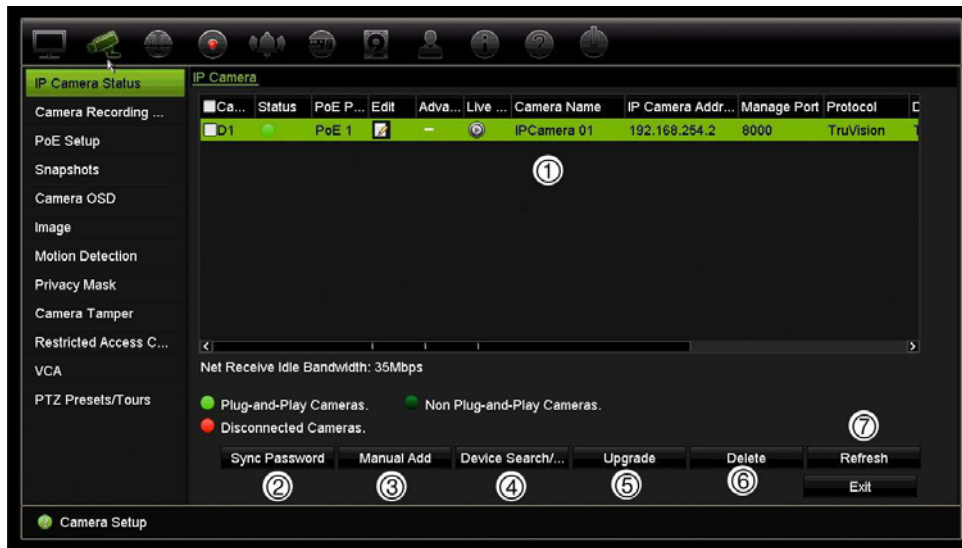 IP Camera Status
Camera Recording ...
PoE Setup
Snapshots
Camera OSD
Image
Motion Detection
Privacy Mask
Camera Tamper
Restricted Access C...
VCA
PTZ Presets/Tours
IP Camera
Ca... Status PoE P... Edit Adva... Live ... Camera Name IP Camera Addr... Manage Port Protocol
D1 PoE 1 – IPCamera 01 192.168.254.2 8000 TruVision
①
Net Receive Idle Bandwidth: 35Mbps
Plug-and-Play Cameras. Non Plug-and-Play Cameras.
Disconnected Cameras.
⑦
Sync Password Manual Add Device Search/... Upgrade Delete Refresh
② ③ ④ ⑤ ⑥
Exit
Camera Setup